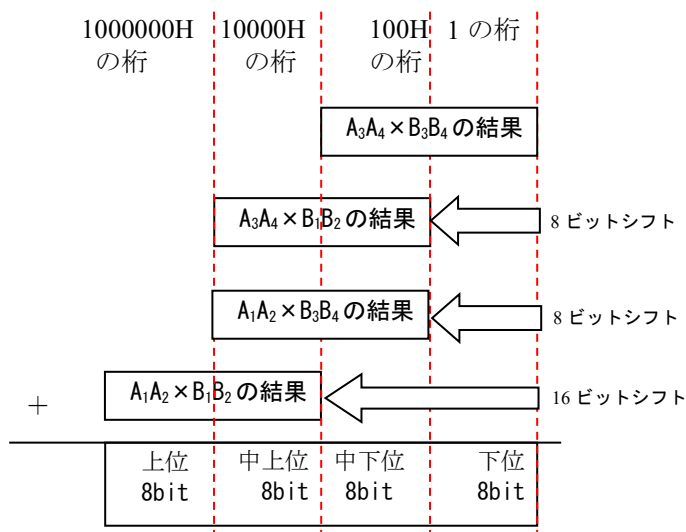 1000000H 10000H 100H 1 の桁
の桁 の桁 の桁
A₃A₄×B₃B₄の結果
A₃A₄×B₁B₂の結果 8 ビットシフト
A₁A₂×B₃B₄の結果 8 ビットシフト
A₁A₂×B₁B₂の結果 16 ビットシフト
+
上位 中上位 中下位 下位
8bit 8bit 8bit 8bit